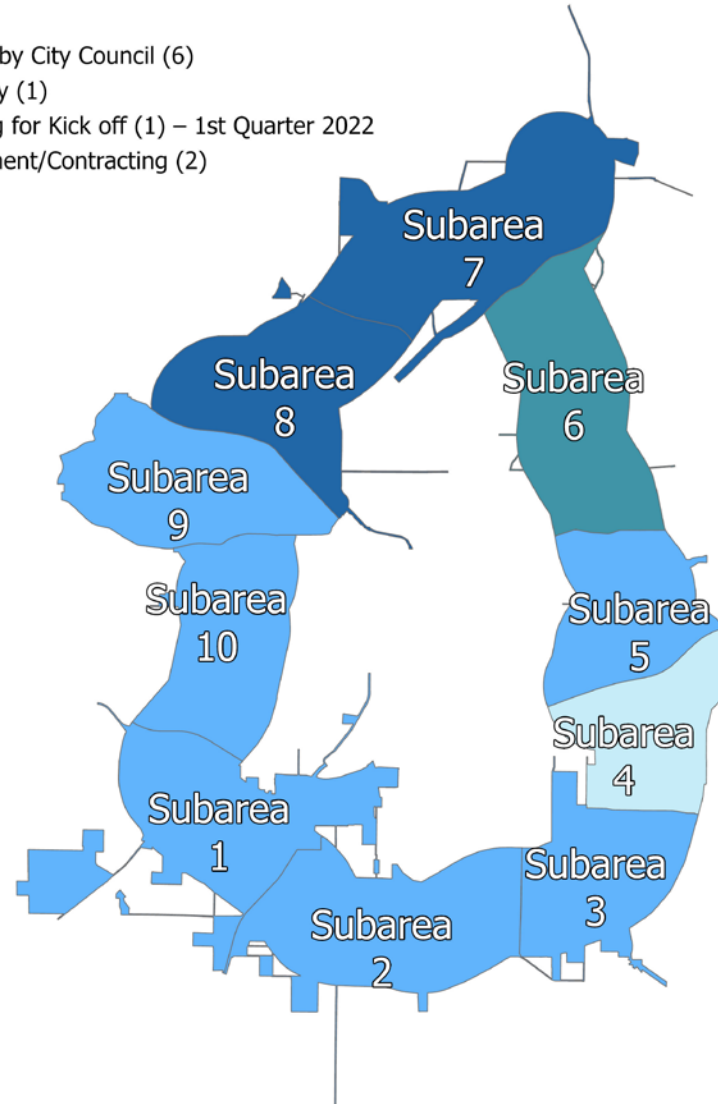 by City Council (6)
y (1)
g for Kick off (1) – 1st Quarter 2022
nent/Contracting (2)
Subarea
7
Subarea
8
Subarea
6
Subarea
9
Subarea
10
Subarea
5
Subarea
4
Subarea
1
Subarea
3
Subarea
2